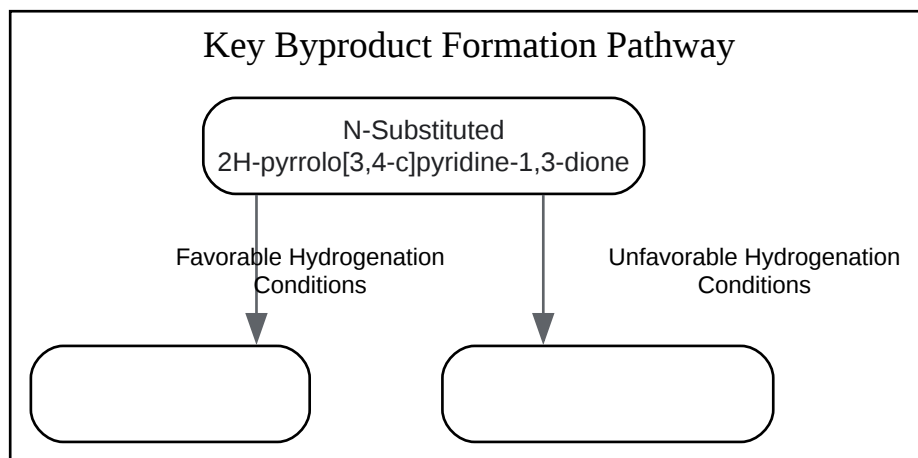 Key Byproduct Formation Pathway
N-Substituted
2H-pyrrolo[3,4-c]pyridine-1,3-dione
Favorable Hydrogenation
Conditions
Unfavorable Hydrogenation
Conditions